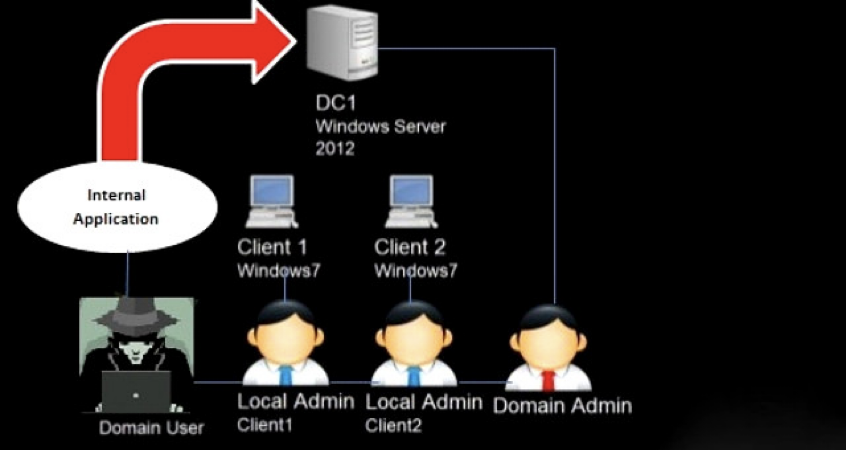 DC1
Windows Server
2012
Internal
Application
Client 1
Windows7
Client 2
Windows7
Domain User
Local Admin
Client1
Local Admin
Client2
Domain Admin